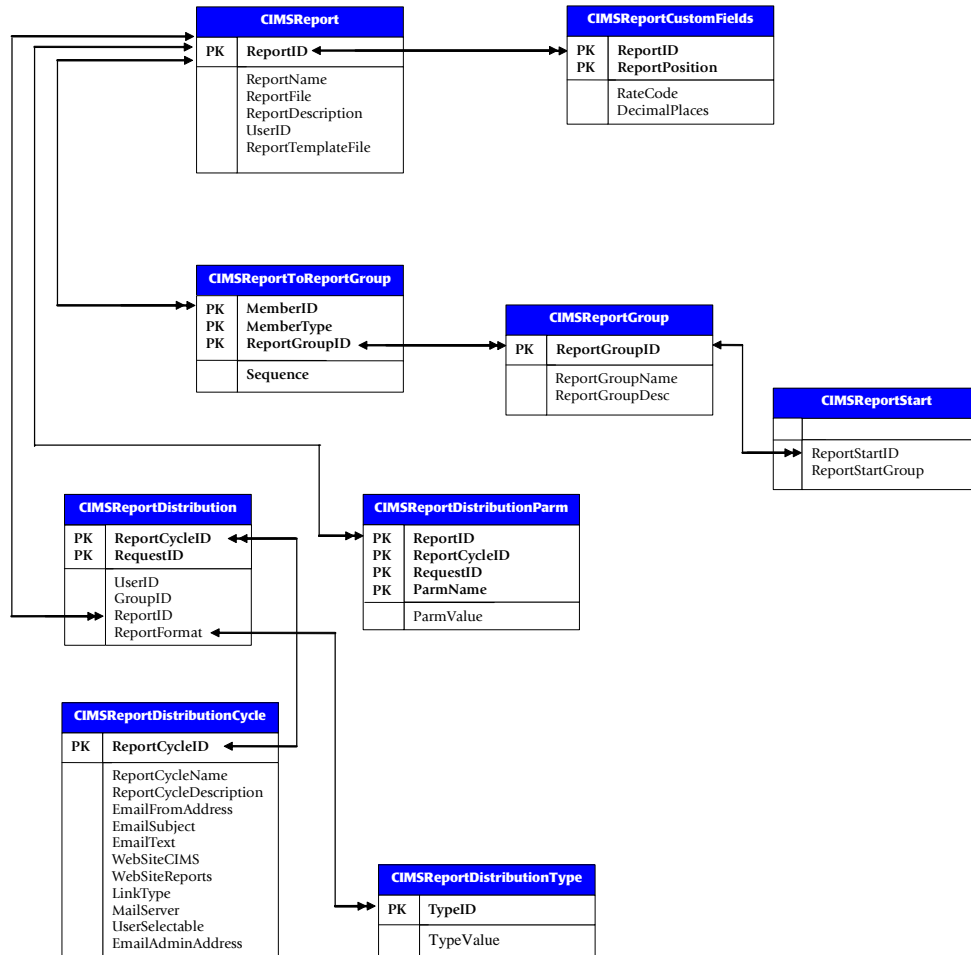 CIMSReport
PK ReportID
ReportName
ReportFile
ReportDescription
UserID
ReportTemplateFile
CIMSReportCustomFields
PK ReportID
PK ReportPosition
RateCode
DecimalPlaces
CIMSReportToReportGroup
PK MemberID
PK MemberType
PK ReportGroupID
Sequence
CIMSReportGroup
PK ReportGroupID
ReportGroupName
ReportGroupDesc
CIMSReportStart
ReportStartID
ReportStartGroup
CIMSReportDistribution
PK ReportCycleID
PK RequestID
UserID
GroupID
ReportID
ReportFormat
CIMSReportDistributionParm
PK ReportID
PK ReportCycleID
PK RequestID
PK ParmName
ParmValue
CIMSReportDistributionCycle
PK ReportCycleID
ReportCycleName
ReportCycleDescription
EmailFromAddress
EmailSubject
EmailText
WebSiteCIMS
WebSiteReports
LinkType
MailServer
UserSelectable
EmailAdminAddress
CIMSReportDistributionType
PK TypeID
TypeValue